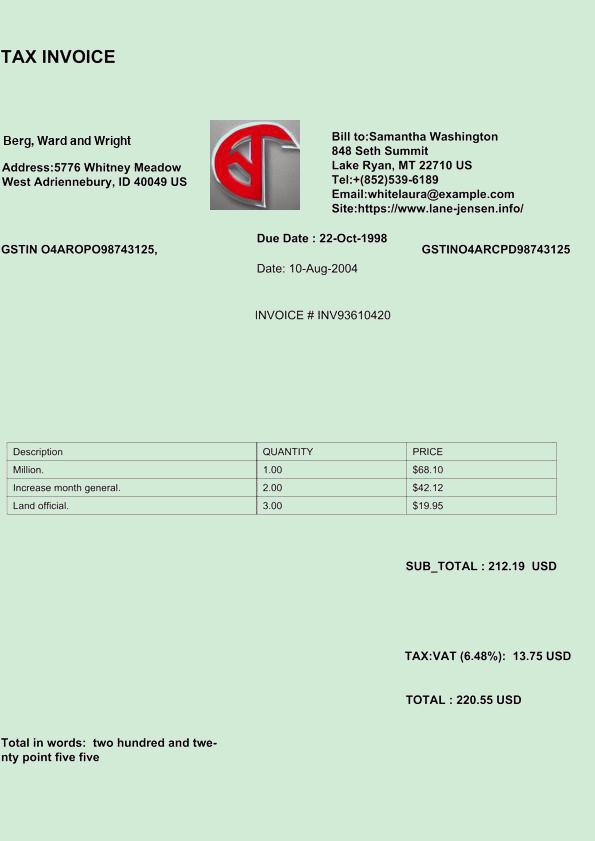 TAX INVOICE
Berg, Ward and Wright
Address:5776 Whitney Meadow
West Adriennebury, ID 40049 US
Bill to:Samantha Washington
848 Seth Summit
Lake Ryan, MT 22710 US
Tel:+(852)539-6189
Email:whitelaura@example.com
Site:https://www.lane-jensen.info/
GSTIN O4AROPO98743125,
Due Date : 22-Oct-1998
GSTINO4ARCPD98743125
Date: 10-Aug-2004
INVOICE # INV93610420
Description QUANTITY PRICE
Million. 1.00 $68.10
Increase month general. 2.00 $42.12
Land official. 3.00 $19.95
SUB_TOTAL : 212.19 USD
TAX:VAT (6.48%): 13.75 USD
TOTAL : 220.55 USD
Total in words: two hundred and twe-
nty point five five